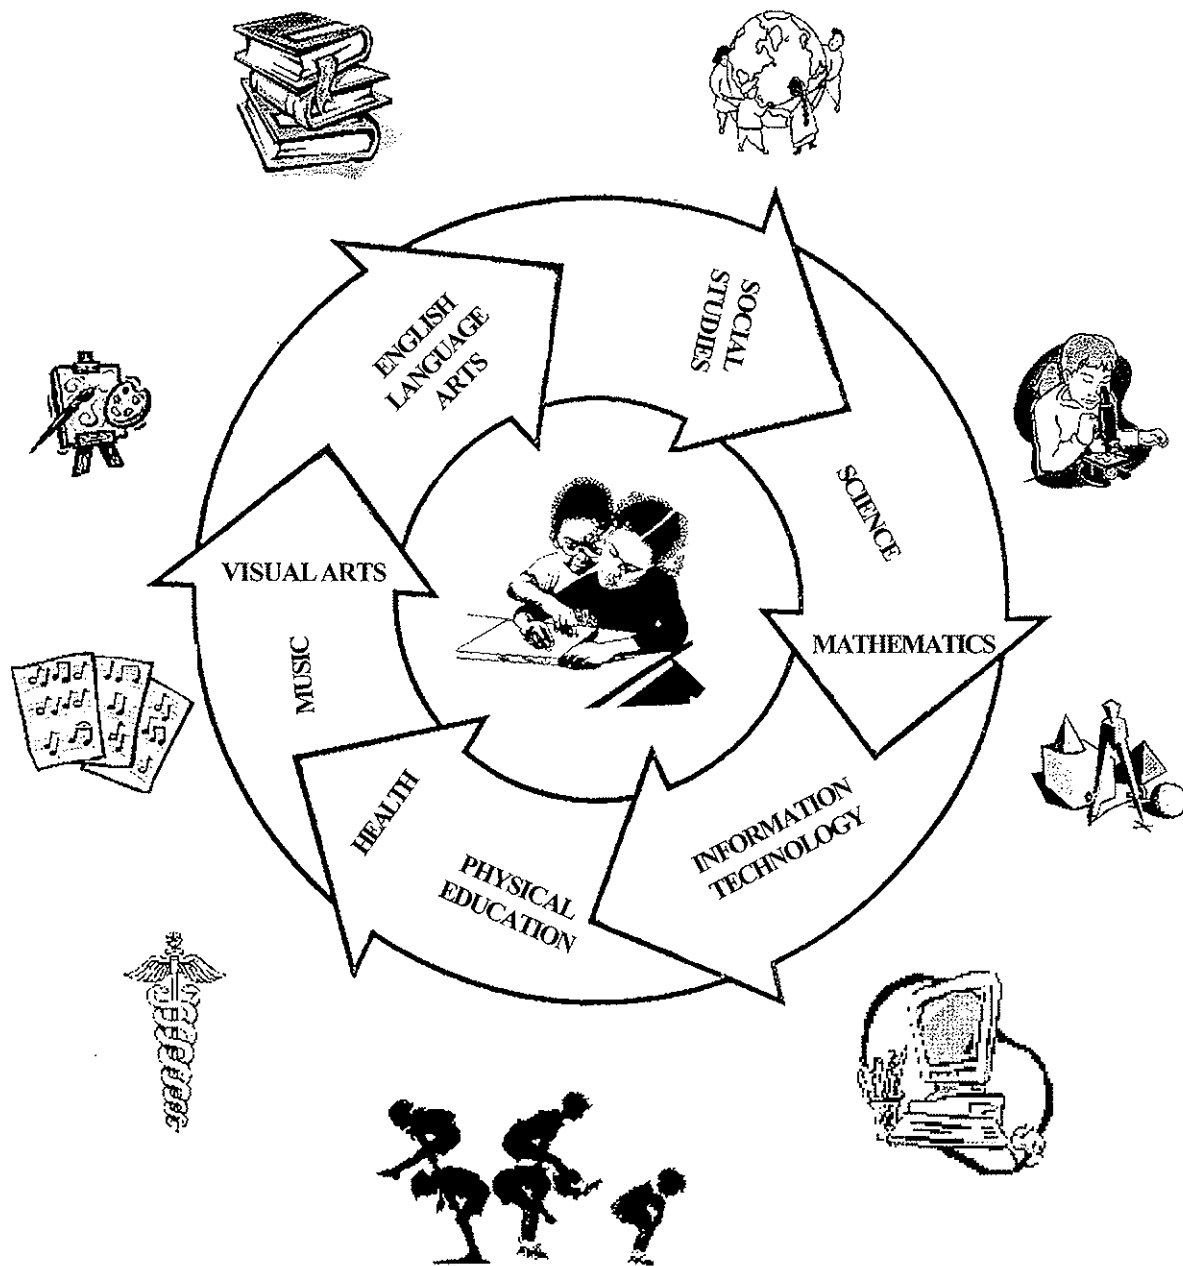 ENGLISH
LANGUAGE
ARTS
SOCIAL
STUDIES
SCIENCE
MATHEMATICS
INFORMATION
TECHNOLOGY
PHYSICAL
EDUCATION
HEALTH
MUSIC
VISUAL ARTS